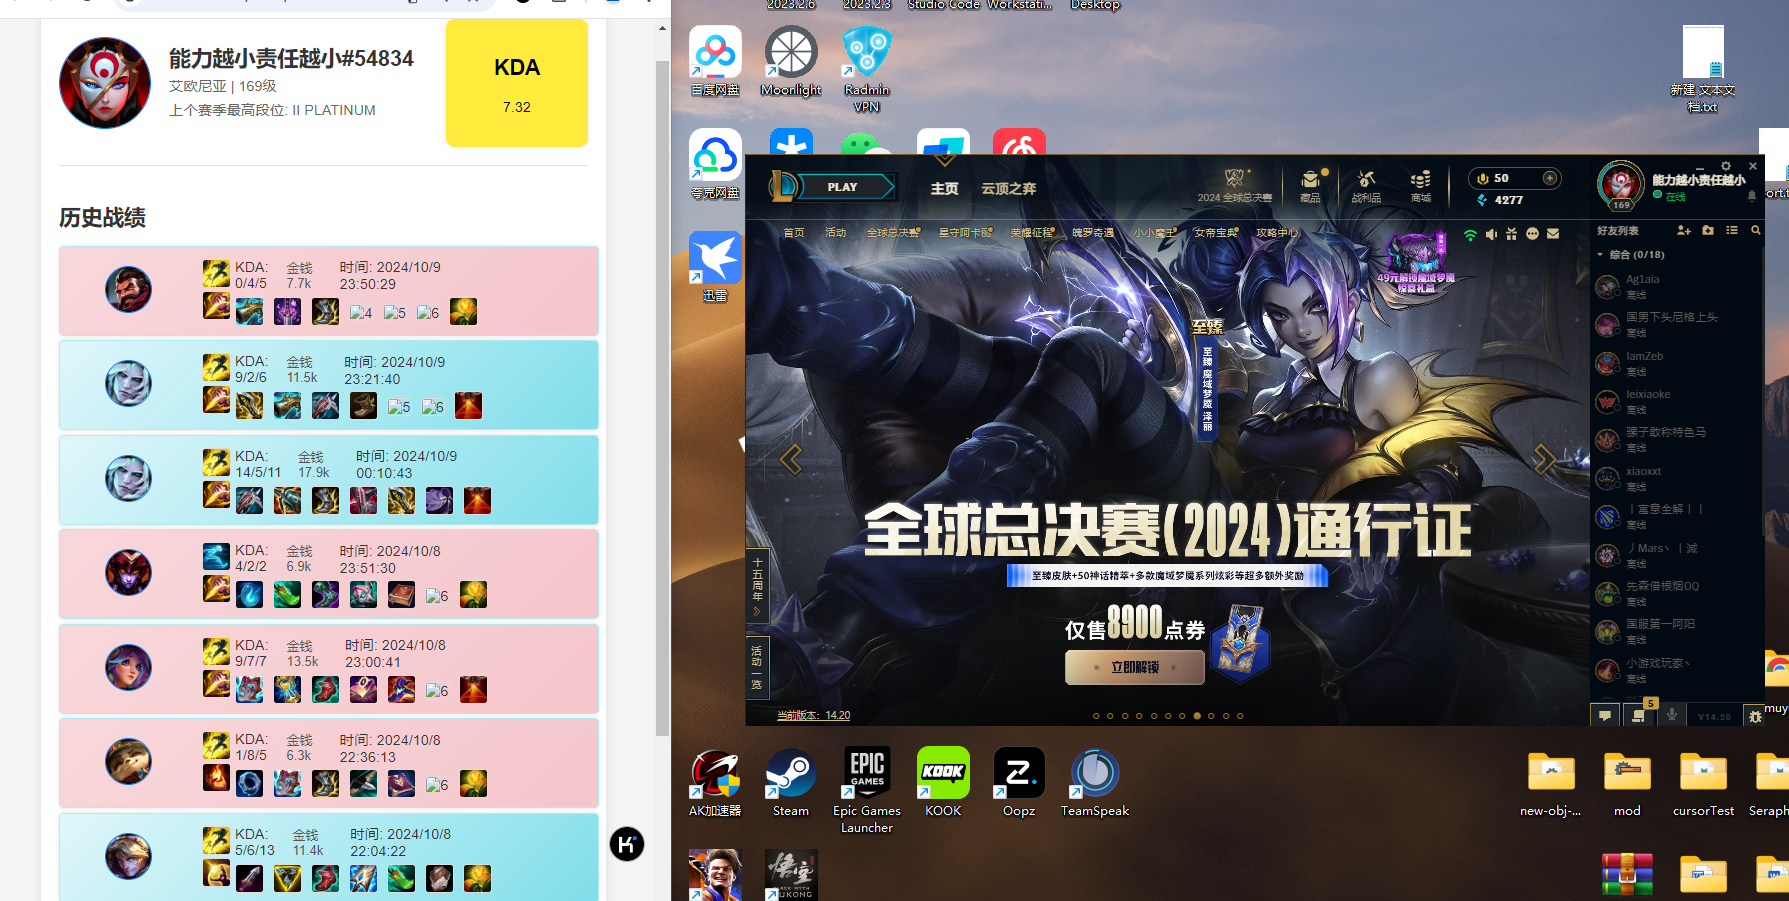 能力越小责任越小#54834
艾欧尼亚 | 169级
上个赛季最高段位: II PLATINUM
KDA
7.32
历史战绩
KDA: 金钱 时间: 2024/10/9
0/4/5 7.7k 23:50:29
4 5 6
KDA: 金钱 时间: 2024/10/9
9/2/6 11.5k 23:21:40
5 6
KDA: 金钱 时间: 2024/10/9
14/5/11 17.9k 00:10:43
KDA: 金钱 时间: 2024/10/8
4/2/2 6.9k 23:51:30
6
KDA: 金钱 时间: 2024/10/8
9/7/7 13.5k 23:00:41
6
KDA: 金钱 时间: 2024/10/8
1/8/5 6.3k 22:36:13
6
KDA: 金钱 时间: 2024/10/8
5/6/13 11.4k 22:04:22
2023.2.6 2023.2.3 Studio Code Workstati... Desktop
百度网盘 Moonlight Radmin VPN
新建 文本文档.txt
夸克网盘
迅雷
PLAY 主页 云顶之弈
2024 全球总决赛 藏品 战利品 商城
50
4277
169
能力越小责任越小
在线
首页 活动 全球总决赛 星守阿卡丽 荣耀征程 魄罗奇遇 小小魔王 女帝宝典 攻略中心
49元解锁魔域梦魇
惊喜礼盒
至臻
至臻 魔域梦魇 泽丽
全球总决赛(2024)通行证
至臻皮肤+50神话精萃+多款魔域梦魇系列炫彩等超多额外奖励
仅售8900点券
立即解锁
十五周年
活动一览
当前版本: 14.20
好友列表
综合 (0/18)
Ag1aia
离线
国男下头尼格上头
离线
IamZeb
离线
leixiaoke
离线
骡子敢称特色马
离线
xiaoxxt
离线
丨寓意全解丨丨
离线
丿Mars丶丨减
离线
先森借根烟QQ
离线
国服第一阿阳
离线
小游戏玩家丶
离线
5
V14.20
ort.t
muy
AK加速器 Steam Epic Games Launcher KOOK Oopz TeamSpeak
EPIC GAMES
KOOK
new-obj-... mod cursorTest Seraph
悟空
BLACK MYTH
WUKONG